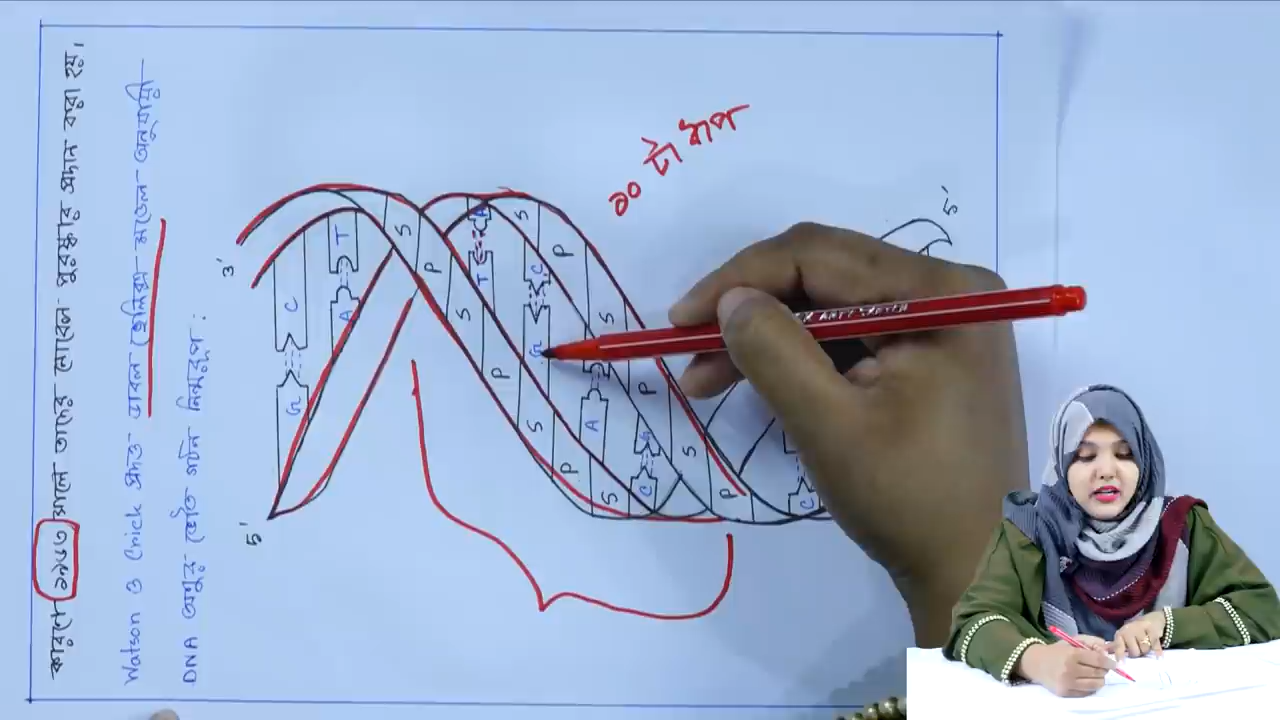 কারণে ১৯৬৩ সালে তাদের নোবেল পুরস্কার প্রদান করা হয়,
Watson ও Crick প্রদত্ত ডাবল হেলিক্স মডেল অনুযায়ী—
DNA অণুর ভৌত গঠন নিম্নরূপ :
১০ টা ধাপ
3'
5'
5'
C
G
T
A
S
P
S
P
S
P
S
A
T
S
P
S
P
S
P
C
G
A
G
C
C